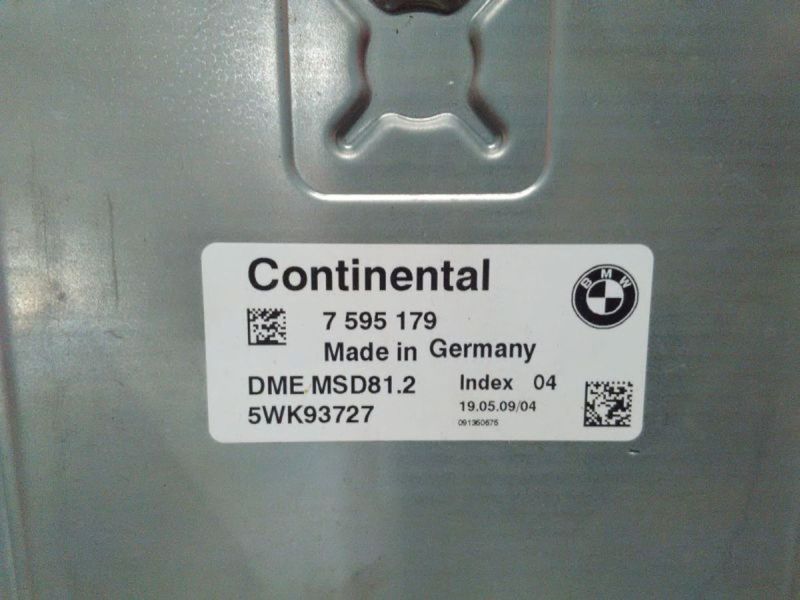 Continental
BMW
7 595 179
Made in Germany
DME MSD81.2 Index 04
5WK93727 19.05.09/04
091360675